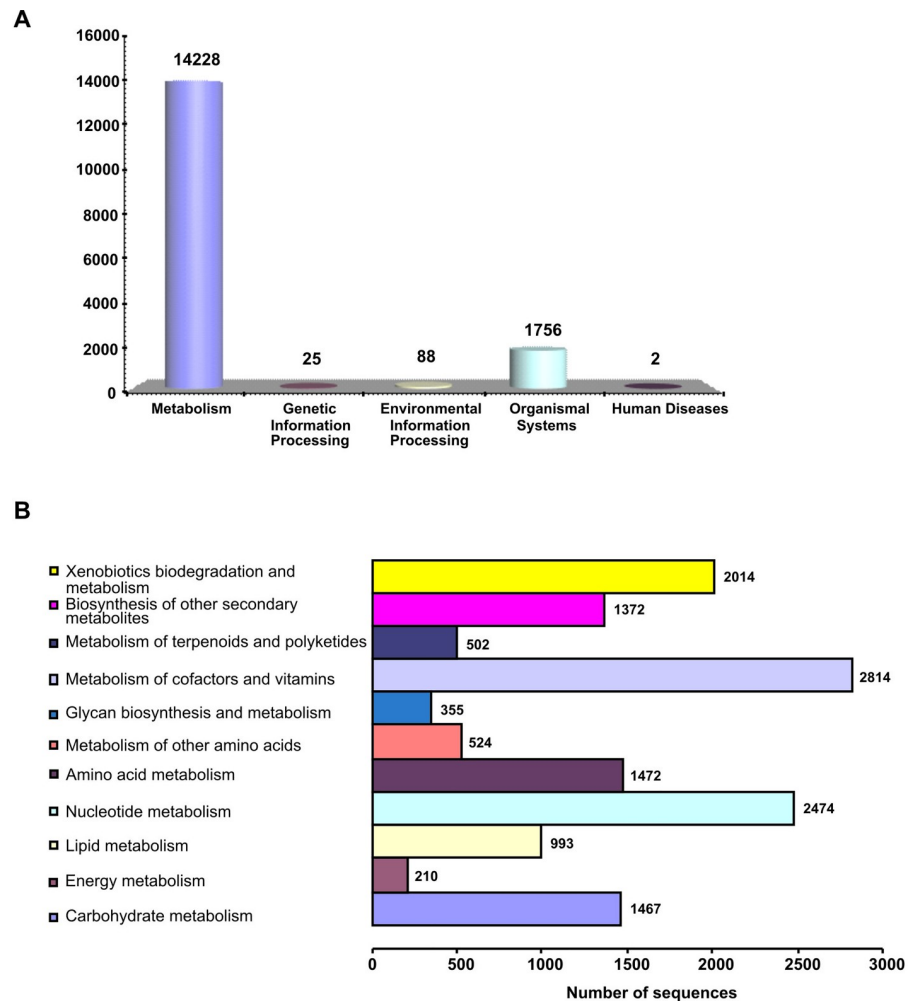 A
16000
14000
12000
10000
8000
6000
4000
2000
0
14228
25
88
1756
2
Metabolism
Genetic
Information
Processing
Environmental
Information
Processing
Organismal
Systems
Human Diseases
B
Xenobiotics biodegradation and
metabolism
2014
Biosynthesis of other secondary
metabolites
1372
Metabolism of terpenoids and polyketides
502
Metabolism of cofactors and vitamins
2814
Glycan biosynthesis and metabolism
355
Metabolism of other amino acids
524
Amino acid metabolism
1472
Nucleotide metabolism
2474
Lipid metabolism
993
Energy metabolism
210
Carbohydrate metabolism
1467
0 500 1000 1500 2000 2500 3000
Number of sequences